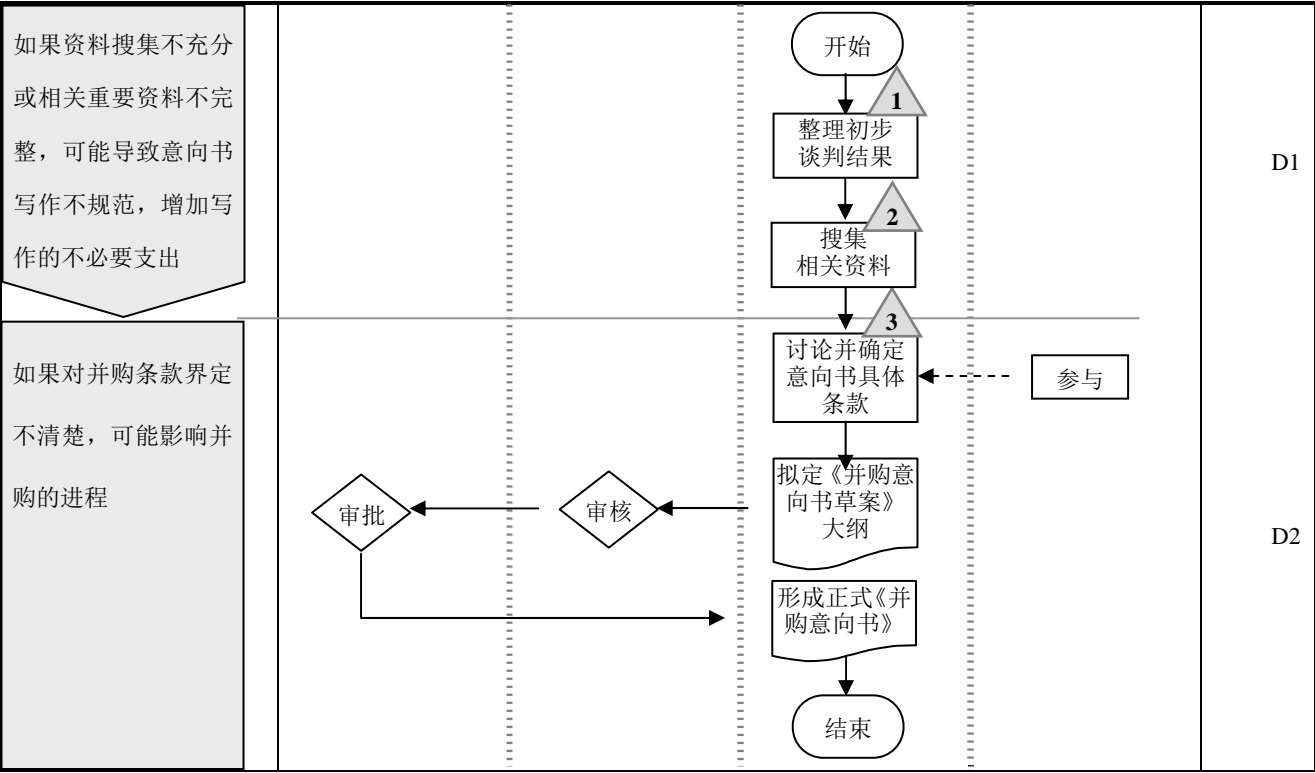 如果资料搜集不充分
或相关重要资料不完
整，可能导致意向书
写作不规范，增加写
作的不必要支出
开始
1
整理初步
谈判结果
D1
2
搜集
相关资料
3
如果对并购条款界定
不清楚，可能影响并
购的进程
讨论并确定
意向书具体
条款
参与
拟定《并购意
向书草案》
大纲
审批
审核
D2
形成正式《并
购意向书》
结束